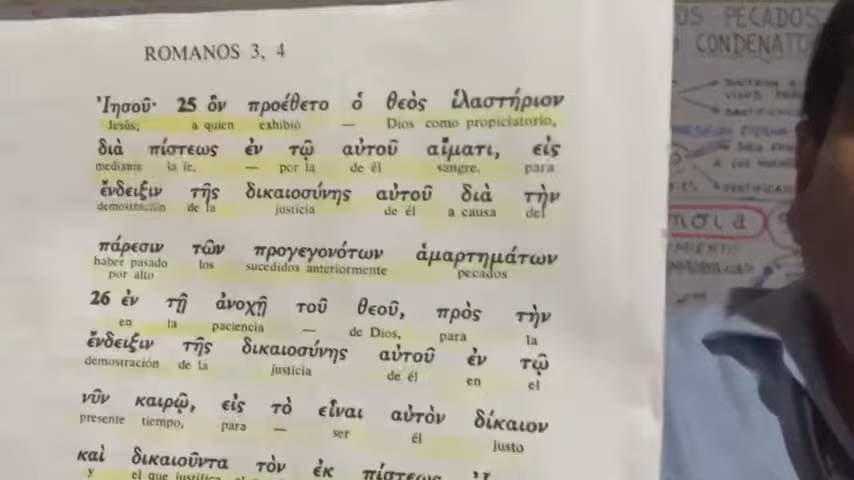 ROMANOS 3, 4
Ἰησοῦ· 25 ὃν προέθετο ὁ θεὸς ἱλαστήριον
Jesús, a quien exhibió — Dios como propiciatorio,
διὰ πίστεως ἐν τῷ αὐτοῦ αἵματι, εἰς
mediante la fe, — por la de él sangre, para
ἔνδειξιν τῆς δικαιοσύνης αὐτοῦ διὰ τὴν
demostración de la justicia de él a causa del
πάρεσιν τῶν προγεγονότων ἁμαρτημάτων
haber pasado los sucedidos anteriormente pecados
por alto
26 ἐν τῇ ἀνοχῇ τοῦ θεοῦ, πρὸς τὴν
en la paciencia — de Dios, para la
ἔνδειξιν τῆς δικαιοσύνης αὐτοῦ ἐν τῷ
demostración de la justicia de él en el
νῦν καιρῷ, εἰς τὸ εἶναι αὐτὸν δίκαιον
presente tiempo, para — ser él justo
καὶ δικαιοῦντα τὸν ἐκ πίστεως
y el que justifica
OS PECADOS
CONDENATO